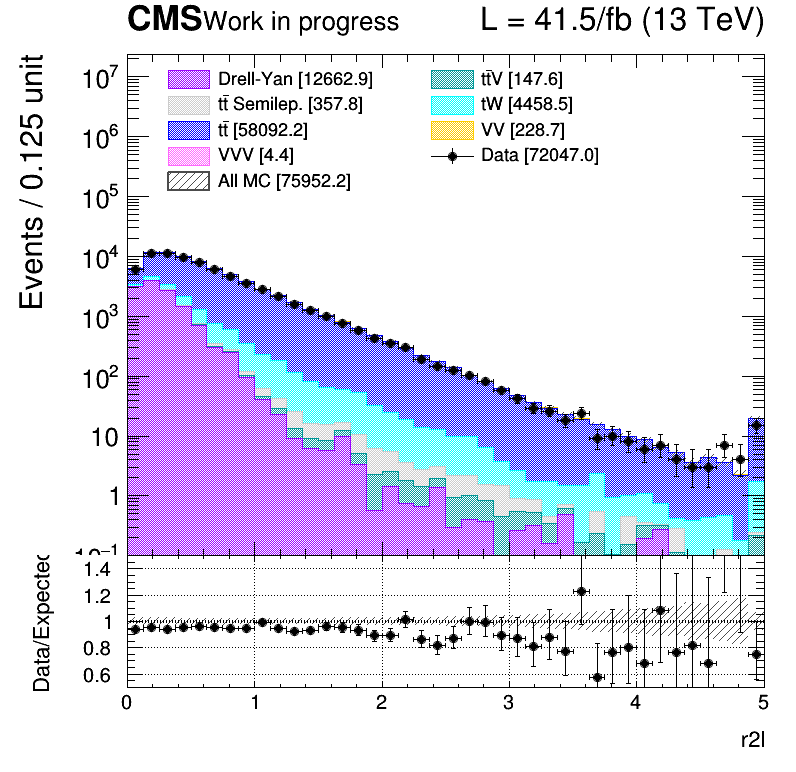 CMS Work in progress L = 41.5/fb (13 TeV)
Events / 0.125 unit
10⁷
10⁶
10⁵
10⁴
10³
10²
10
1
10⁻¹
Drell-Yan [12662.9]
tt̄ Semilep. [357.8]
tt̄ [58092.2]
VVV [4.4]
All MC [75952.2]
tt̄V [147.6]
tW [4458.5]
VV [228.7]
Data [72047.0]
Data/Expected
1.4
1.2
1
0.8
0.6
0 1 2 3 4 5
r2l